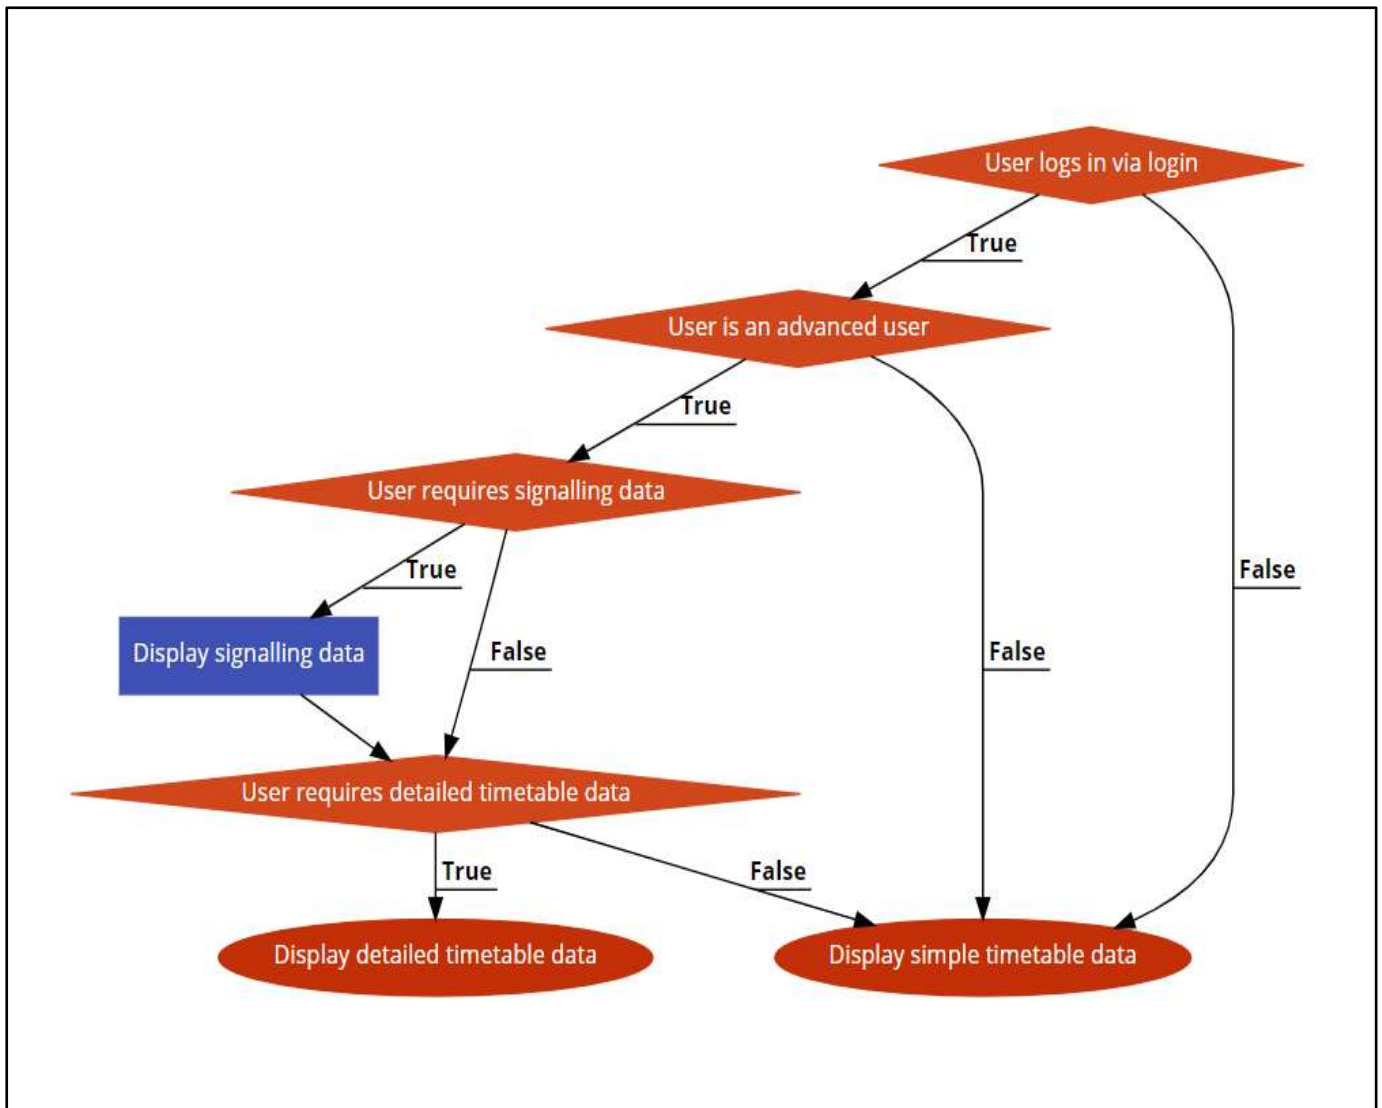 User logs in via login
True
User is an advanced user
True
User requires signalling data
True
False
Display signalling data
False
False
User requires detailed timetable data
True
False
Display detailed timetable data
Display simple timetable data